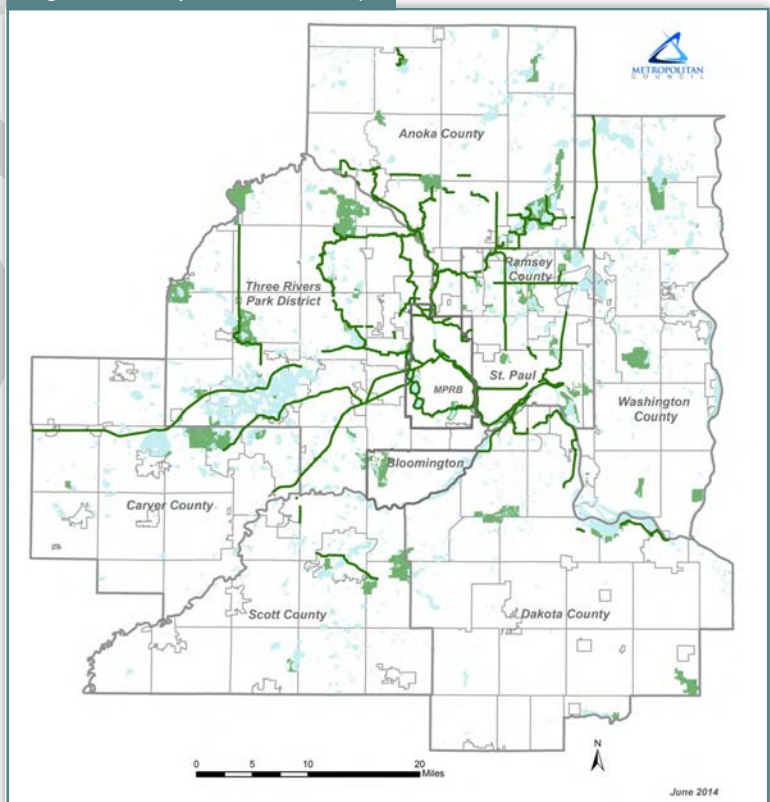 METROPOLITAN
COUNCIL
Anoka County
Ramsey
County
Three Rivers
Park District
St. Paul
MPRB
Washington
County
Bloomington
Carver County
Scott County
Dakota County
0 5 10 20
Miles
N
June 2014